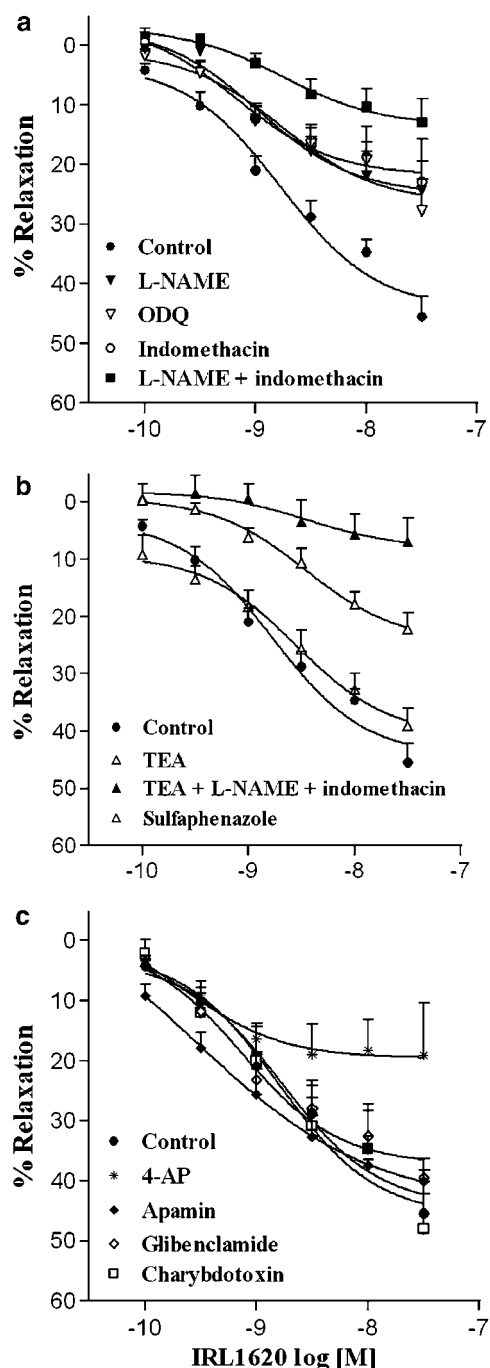 a
0
10
20
30
40
50
60
% Relaxation
Control
L-NAME
ODQ
Indomethacin
L-NAME + indomethacin
-10
-9
-8
-7
b
0
10
20
30
40
50
60
% Relaxation
Control
TEA
TEA + L-NAME + indomethacin
Sulfaphenazole
-10
-9
-8
-7
c
0
10
20
30
40
50
60
% Relaxation
Control
4-AP
Apamin
Glibenclamide
Charybdotoxin
-10
-9
-8
-7
IRL1620 log [M]